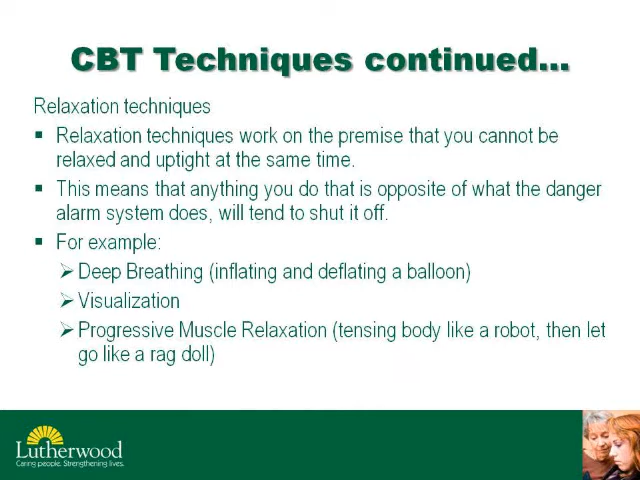 CBT Techniques continued...
Relaxation techniques
▪ Relaxation techniques work on the premise that you cannot be
relaxed and uptight at the same time.
▪ This means that anything you do that is opposite of what the danger
alarm system does, will tend to shut it off.
▪ For example:
➢ Deep Breathing (inflating and deflating a balloon)
➢ Visualization
➢ Progressive Muscle Relaxation (tensing body like a robot, then let
go like a rag doll)
Lutherwood
Caring people. Strengthening lives.